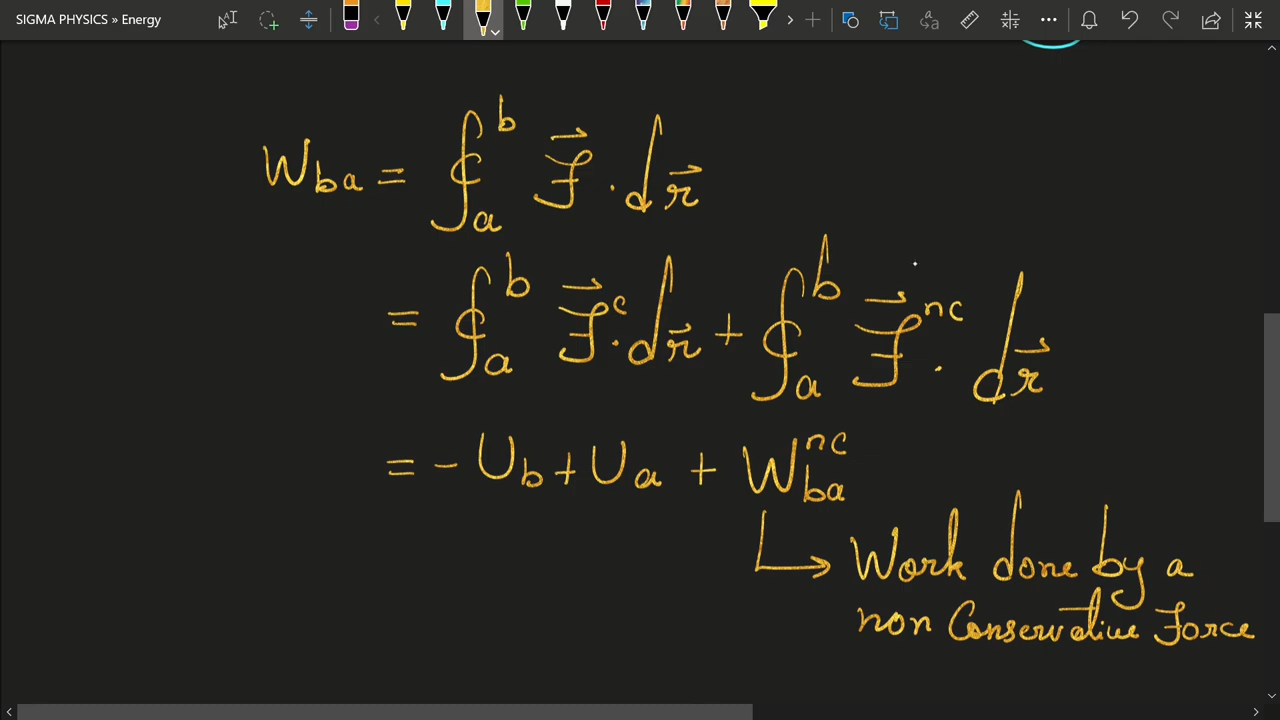 SIGMA PHYSICS » Energy
W_ba = ∮_a^b F⃗ . dr⃗
= ∮_a^b F⃗^c . dr⃗ + ∮_a^b F⃗^nc . dr⃗
= - U_b + U_a + W_ba^nc
↳ Work done by a
non Conservative Force